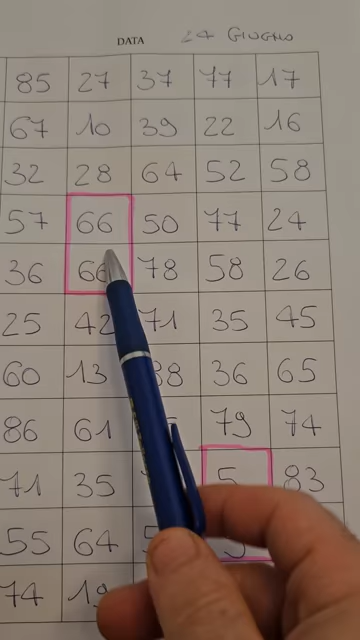 DATA 24 GIUGNO
85 27 37 77 17
67 10 39 22 16
32 28 64 52 58
57 66 50 77 24
36 66 78 58 26
25 42 71 35 45
60 13 88 36 65
86 61 79 74
71 35 5 83
55 64
74 19